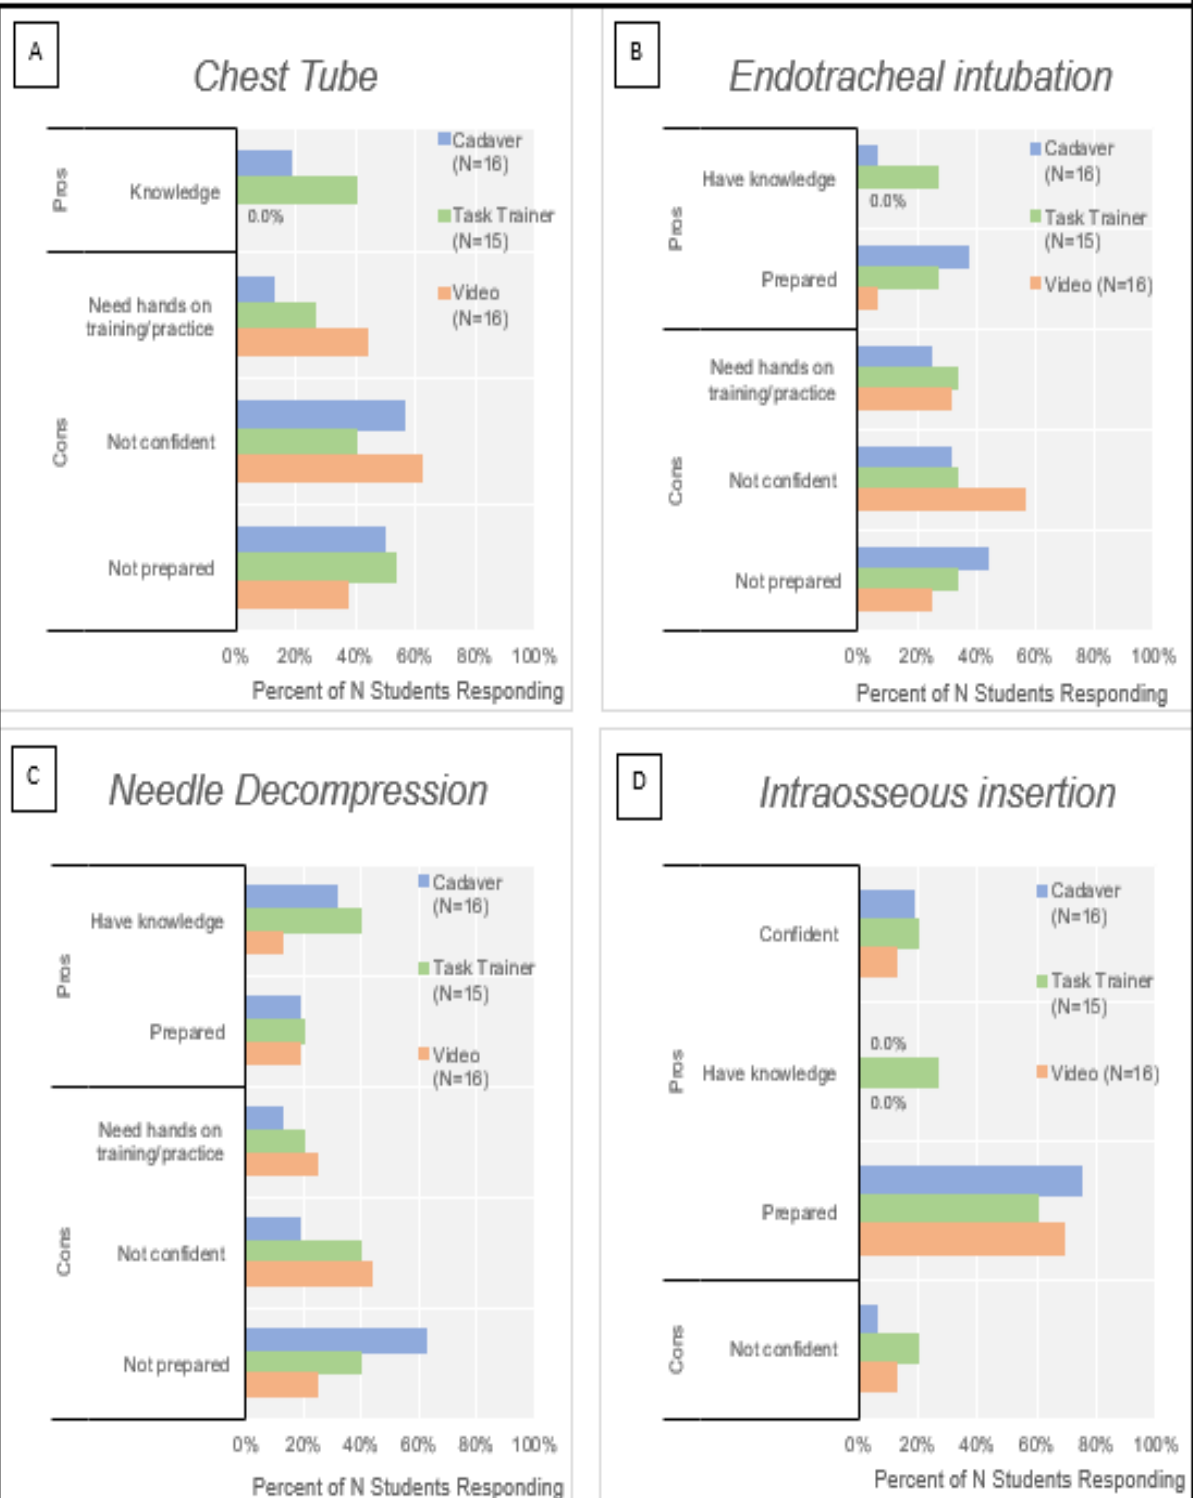 A
Chest Tube
Pros
Knowledge
0.0%
Cadaver
(N=16)
Task Trainer
(N=15)
Video
(N=16)
Cons
Need hands on
training/practice
Not confident
Not prepared
0% 20% 40% 60% 80% 100%
Percent of N Students Responding
B
Endotracheal intubation
Pros
Have knowledge
0.0%
Prepared
Cadaver
(N=16)
Task Trainer
(N=15)
Video (N=16)
Cons
Need hands on
training/practice
Not confident
Not prepared
0% 20% 40% 60% 80% 100%
Percent of N Students Responding
C
Needle Decompression
Pros
Have knowledge
Prepared
Cadaver
(N=16)
Task Trainer
(N=15)
Video
(N=16)
Cons
Need hands on
training/practice
Not confident
Not prepared
0% 20% 40% 60% 80% 100%
Percent of N Students Responding
D
Intraosseous insertion
Pros
Confident
0.0%
Have knowledge
0.0%
Prepared
Cadaver
(N=16)
Task Trainer
(N=15)
Video (N=16)
Cons
Not confident
0% 20% 40% 60% 80% 100%
Percent of N Students Responding